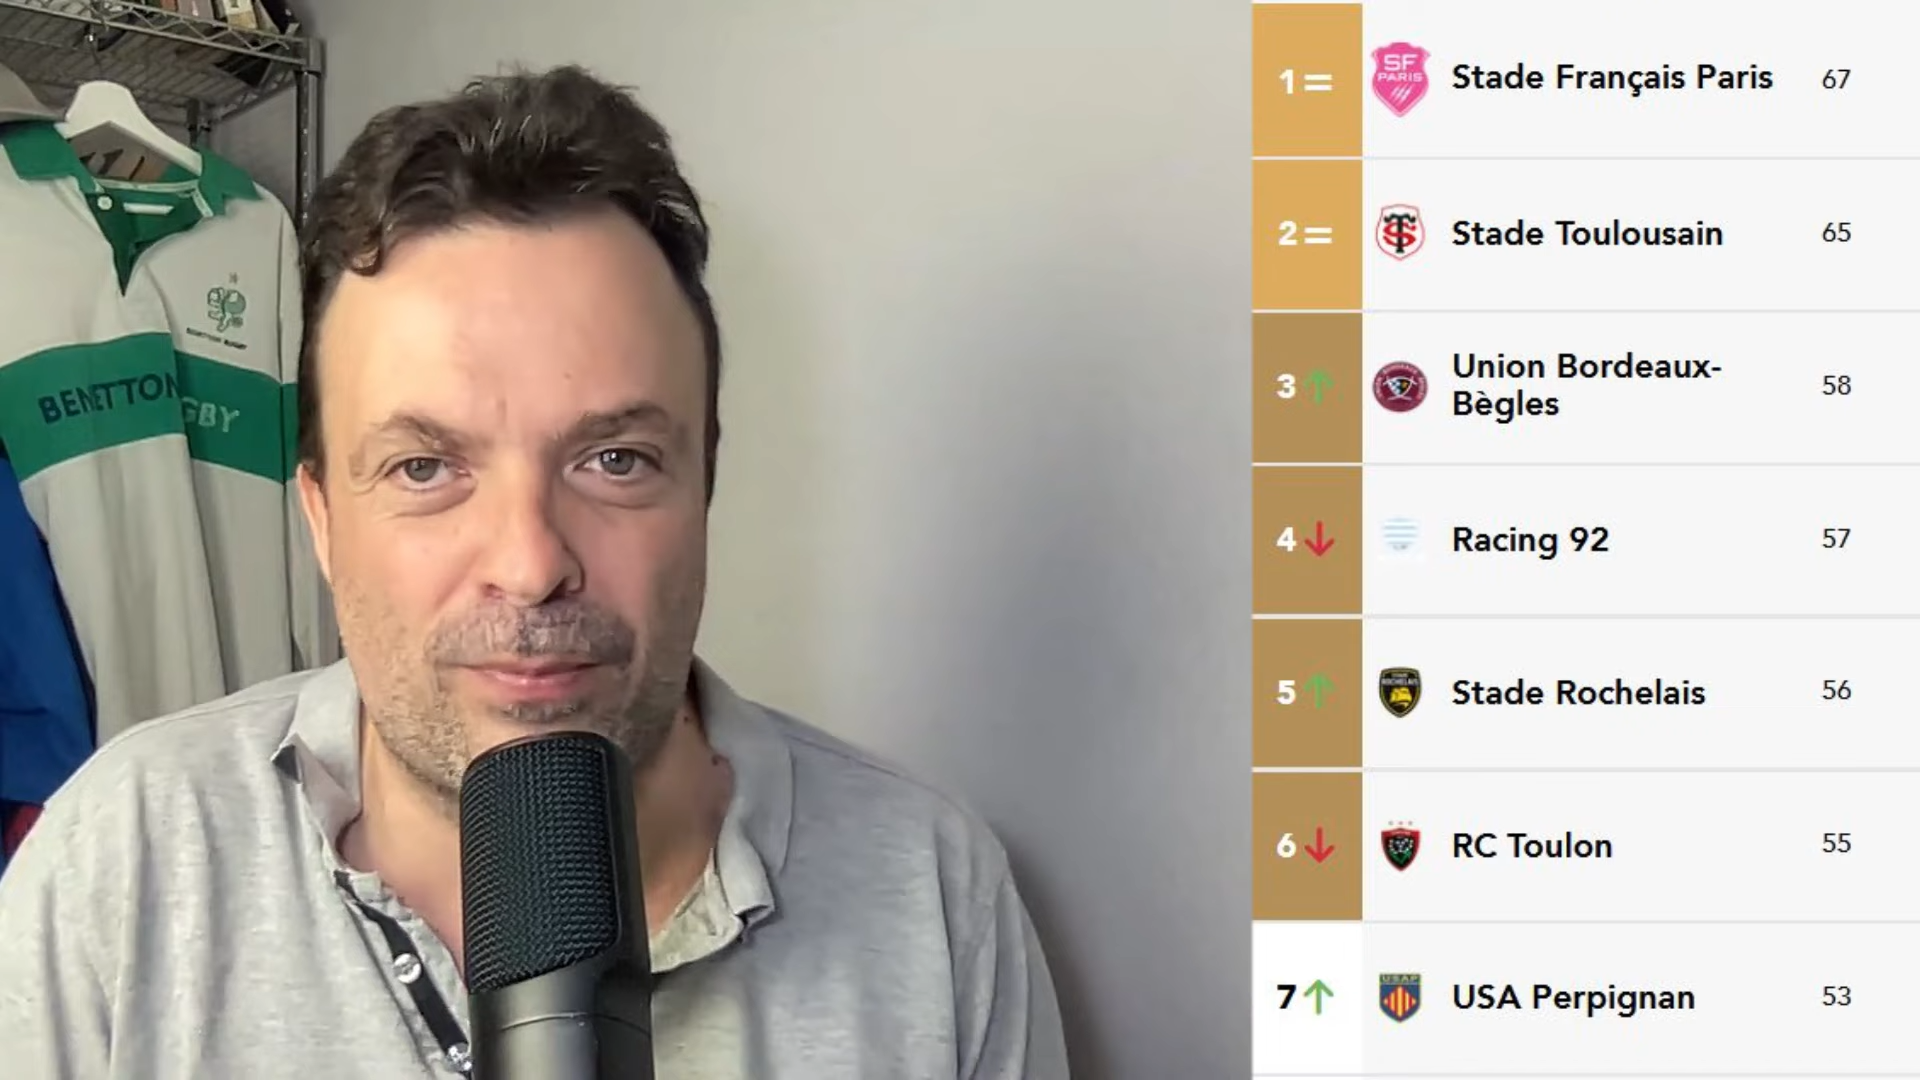 BENETTON
GBY
1 =
SF
PARIS
Stade Français Paris
67
2 =
Stade Toulousain
65
3 ↑
Union Bordeaux-
Bègles
58
4 ↓
Racing 92
57
5 ↑
Stade Rochelais
56
6 ↓
RC Toulon
55
7 ↑
USAP
USA Perpignan
53